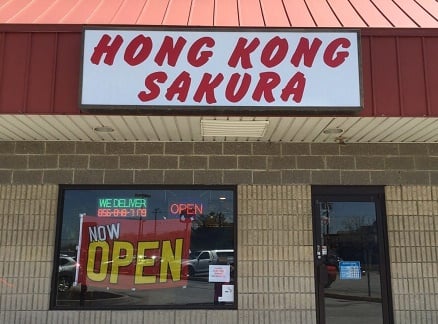 HONG KONG
SAKURA
WE DELIVER
OPEN
NOW
OPEN